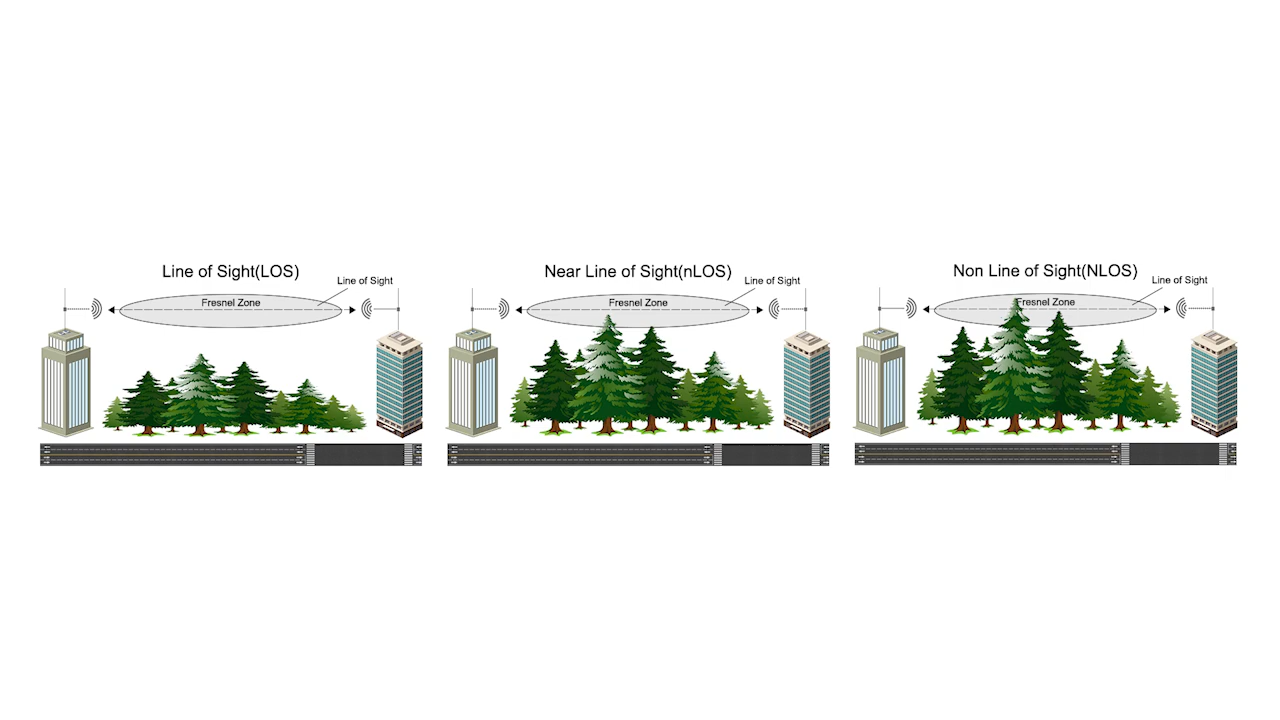 Line of Sight(LOS)
Line of Sight
Fresnel Zone
Near Line of Sight(nLOS)
Line of Sight
Fresnel Zone
Non Line of Sight(NLOS)
Line of Sight
Fresnel Zone